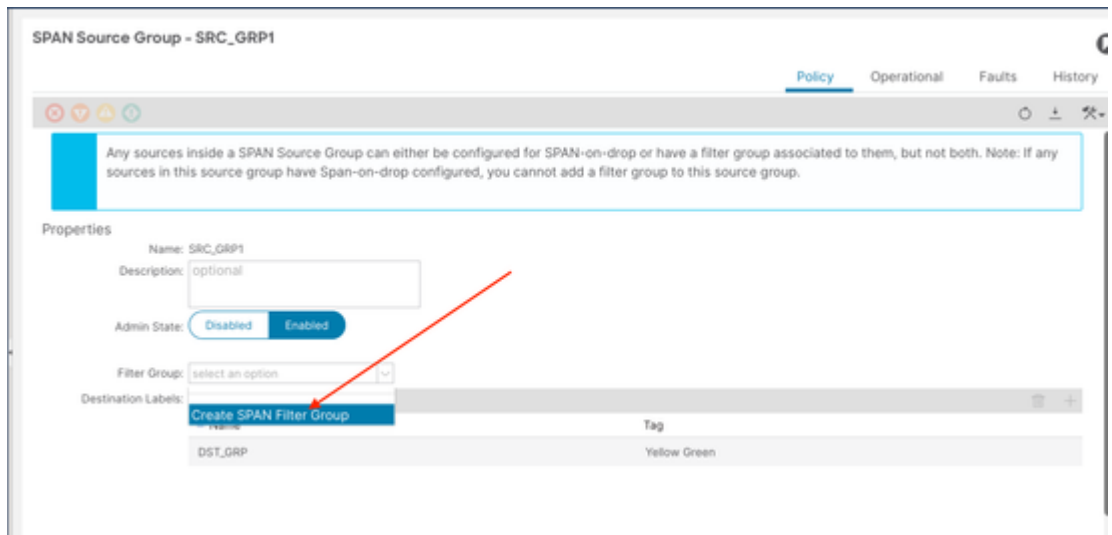 SPAN Source Group - SRC_GRP1
Policy Operational Faults History
Any sources inside a SPAN Source Group can either be configured for SPAN-on-drop or have a filter group associated to them, but not both. Note: If any
sources in this source group have Span-on-drop configured, you cannot add a filter group to this source group.
Properties
Name: SRC_GRP1
Description: optional
Admin State: Disabled Enabled
Filter Group: select an option
Destination Labels:
Create SPAN Filter Group
Name Tag
DST_GRP Yellow Green